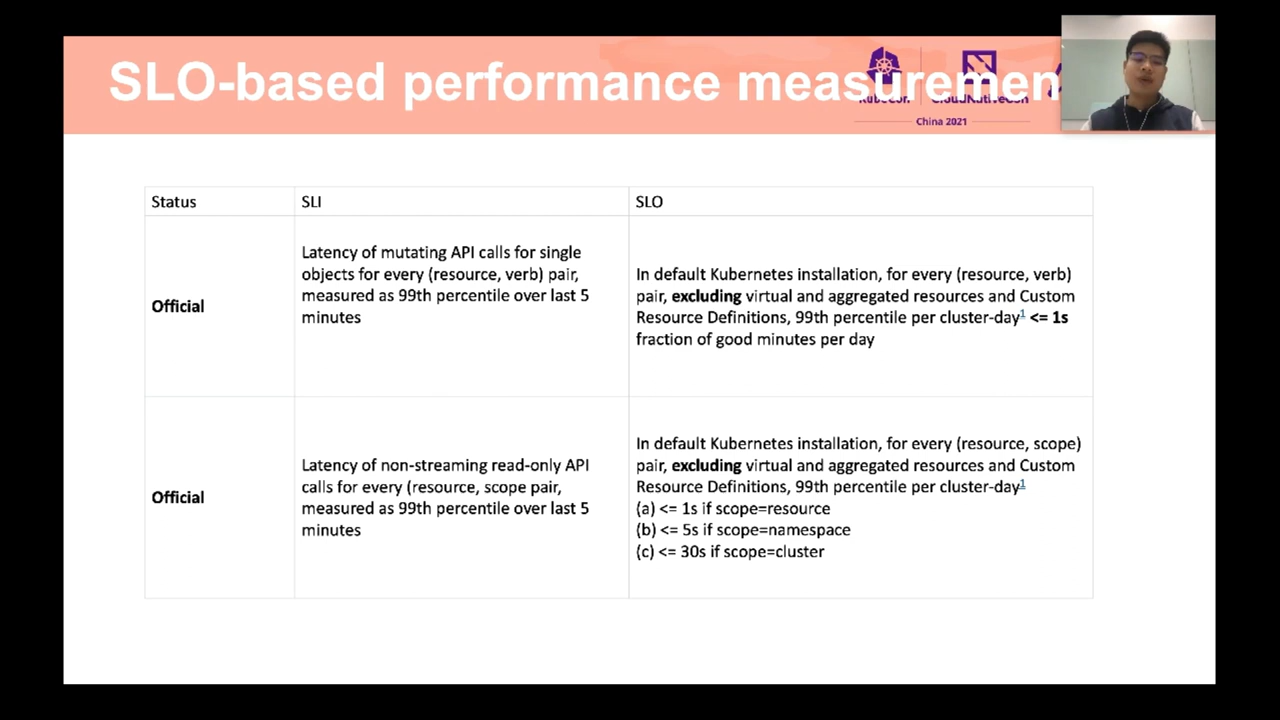 SLO-based performance measuremen
KubeCon
CloudNativeCon
China 2021
Status
SLI
SLO
Official
Latency of mutating API calls for single
objects for every (resource, verb) pair,
measured as 99th percentile over last 5
minutes
In default Kubernetes installation, for every (resource, verb)
pair, excluding virtual and aggregated resources and Custom
Resource Definitions, 99th percentile per cluster-day1 <= 1s
fraction of good minutes per day
Official
Latency of non-streaming read-only API
calls for every (resource, scope pair,
measured as 99th percentile over last 5
minutes
In default Kubernetes installation, for every (resource, scope)
pair, excluding virtual and aggregated resources and Custom
Resource Definitions, 99th percentile per cluster-day1
(a) <= 1s if scope=resource
(b) <= 5s if scope=namespace
(c) <= 30s if scope=cluster